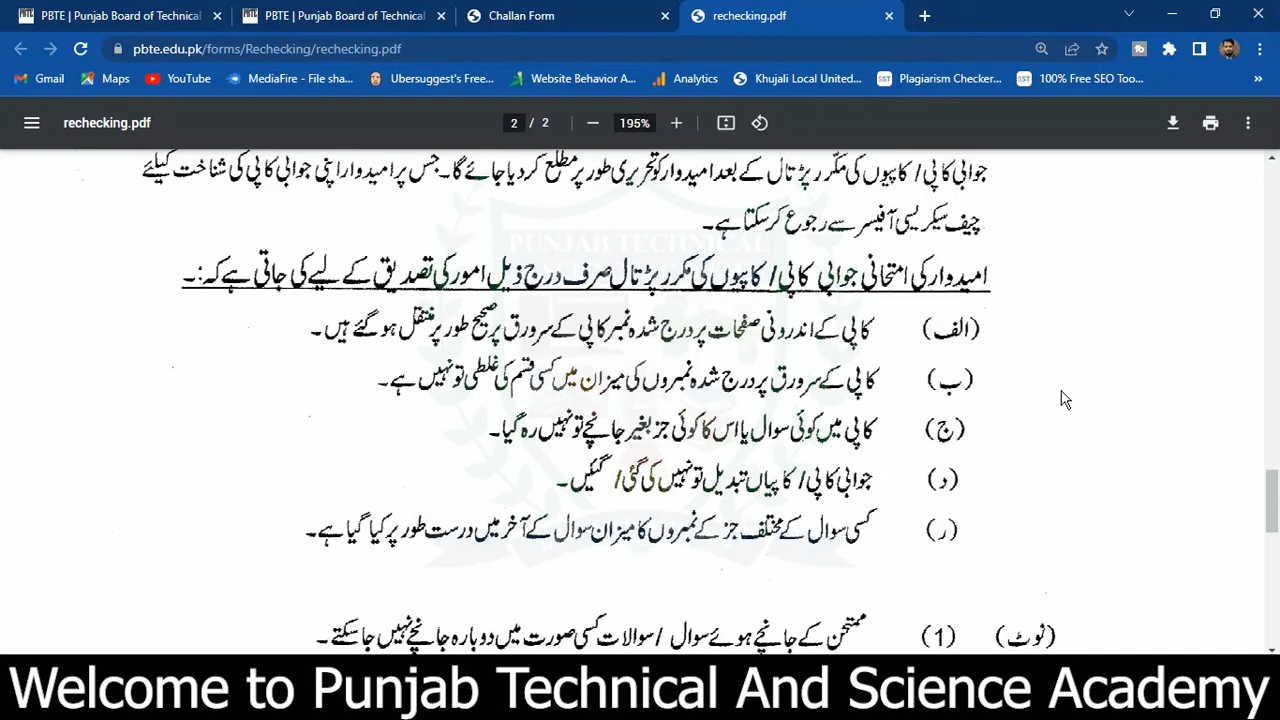 PBTE | Punjab Board of Technical
PBTE | Punjab Board of Technical
Challan Form
rechecking.pdf
pbte.edu.pk/forms/Rechecking/rechecking.pdf
Gmail
Maps
YouTube
MediaFire - File sha...
Ubersuggest's Free...
Website Behavior A...
Analytics
Khujali Local United...
Plagiarism Checker...
100% Free SEO Too...
rechecking.pdf
2 / 2
195%
جوابی کاپی/ کاپیوں کی مکّرر پڑتال کے بعد امیدوار کو تحریری طور پر مطلع کر دیا جائے گا۔ جس پر امیدوار اپنی جوابی کاپی کی شناخت کیلئے
چیف سیکریسی آفیسر سے رجوع کر سکتا ہے۔
امیدوار کی امتحانی جوابی کاپی/ کاپیوں کی مکرر پڑتال صرف درج ذیل امور کی تصدیق کے لیے کی جاتی ہے کہ:۔
(الف) کاپی کے اندرونی صفحات پر درج شدہ نمبر کاپی کے سرورق پر صحیح طور پر منتقل ہو گئے ہیں۔
(ب) کاپی کے سرورق پر درج شدہ نمبروں کی میزان میں کسی قسم کی غلطی تو نہیں ہے۔
(ج) کاپی میں کوئی سوال یا اس کا کوئی جز بغیر جانچے تو نہیں رہ گیا۔
(د) جوابی کاپی/ کاپیاں تبدیل تو نہیں کی گئی/ گئیں۔
(ر) کسی سوال کے مختلف جز کے نمبروں کا میزان سوال کے آخر میں درست طور پر کیا گیا ہے۔
(نوٹ) (1) ممتحن کے جانچے ہوئے سوال / سوالات کسی صورت میں دوبارہ جانچے نہیں جا سکتے۔
PUNJAB TECHNICAL
Welcome to Punjab Technical And Science Academy